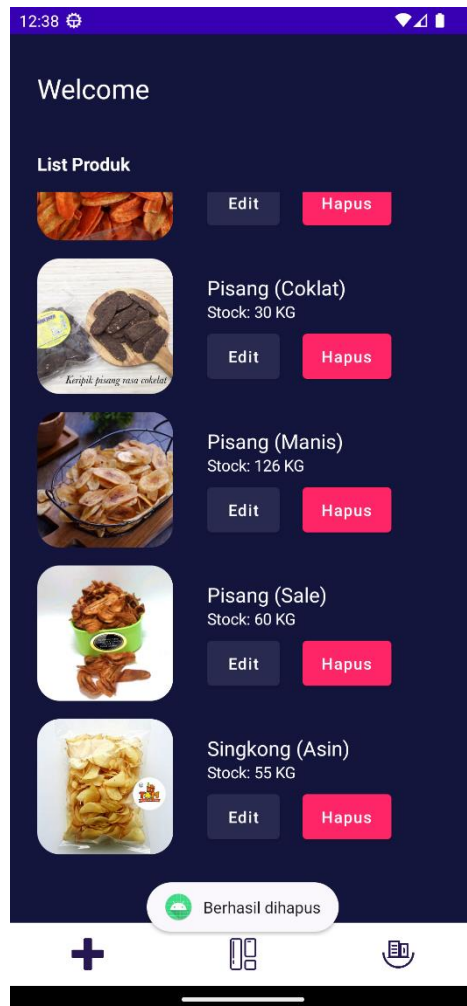 12:38
Welcome
List Produk
Edit
Hapus
Keripik pisang rasa cokelat
Pisang (Coklat)
Stock: 30 KG
Edit
Hapus
Pisang (Manis)
Stock: 126 KG
Edit
Hapus
Pisang (Sale)
Stock: 60 KG
Edit
Hapus
Singkong (Asin)
Stock: 55 KG
Edit
Hapus
Berhasil dihapus